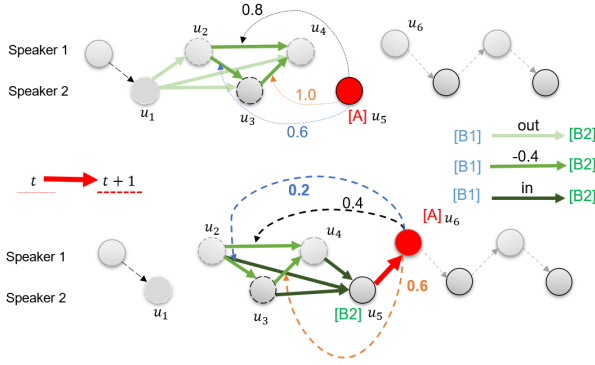 0.8
u₂ u₄ u₆
Speaker 1
Speaker 2
u₁ u₃ 1.0 [A] u₅
0.6
[B1] out [B2]
[B1] -0.4 [B2]
[B1] in [B2]
t t + 1
0.2
[A] u₆
0.4
u₂ u₄
Speaker 1
Speaker 2
0.6
u₁ u₃ [B2] u₅